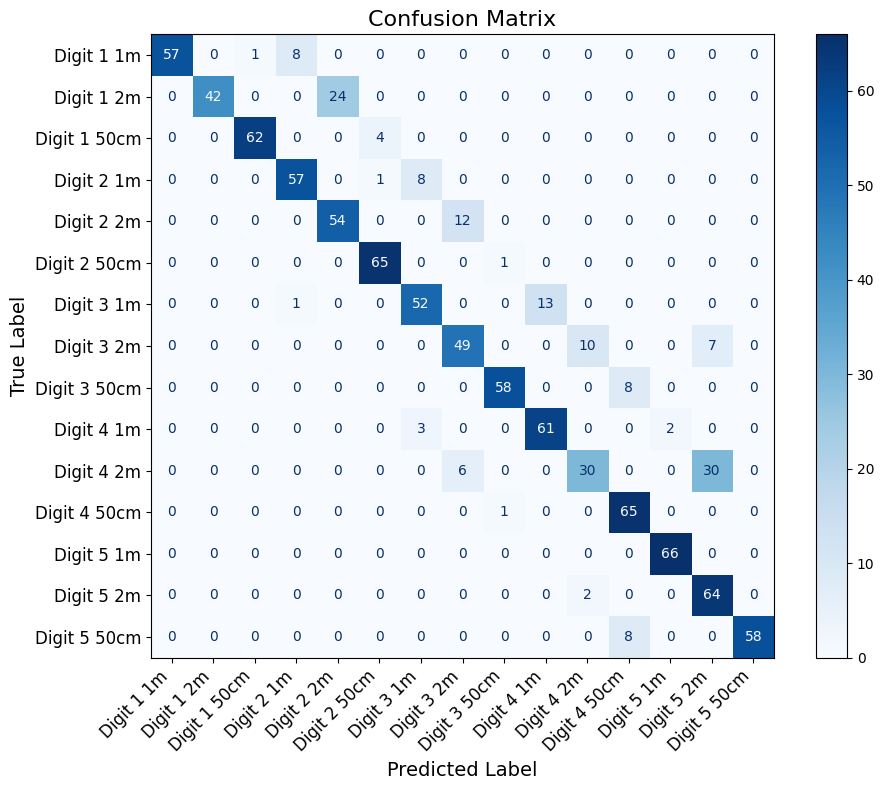 Confusion Matrix
Digit 1 1m 57 0 1 8 0 0 0 0 0 0 0 0 0 0 0
Digit 1 2m 0 42 0 0 24 0 0 0 0 0 0 0 0 0 0
Digit 1 50cm 0 0 62 0 0 4 0 0 0 0 0 0 0 0 0
Digit 2 1m 0 0 0 57 0 1 8 0 0 0 0 0 0 0 0
Digit 2 2m 0 0 0 0 54 0 0 12 0 0 0 0 0 0 0
Digit 2 50cm 0 0 0 0 0 65 0 0 1 0 0 0 0 0 0
Digit 3 1m 0 0 0 1 0 0 52 0 0 13 0 0 0 0 0
Digit 3 2m 0 0 0 0 0 0 0 49 0 0 10 0 0 7 0
Digit 3 50cm 0 0 0 0 0 0 0 0 58 0 0 8 0 0 0
Digit 4 1m 0 0 0 0 0 0 3 0 0 61 0 0 2 0 0
Digit 4 2m 0 0 0 0 0 0 0 6 0 0 30 0 0 30 0
Digit 4 50cm 0 0 0 0 0 0 0 0 1 0 0 65 0 0 0
Digit 5 1m 0 0 0 0 0 0 0 0 0 0 0 0 66 0 0
Digit 5 2m 0 0 0 0 0 0 0 0 0 0 2 0 0 64 0
Digit 5 50cm 0 0 0 0 0 0 0 0 0 0 0 8 0 0 58
True Label
Digit 1 1m
Digit 1 2m
Digit 1 50cm
Digit 2 1m
Digit 2 2m
Digit 2 50cm
Digit 3 1m
Digit 3 2m
Digit 3 50cm
Digit 4 1m
Digit 4 2m
Digit 4 50cm
Digit 5 1m
Digit 5 2m
Digit 5 50cm
Predicted Label
60
50
40
30
20
10
0